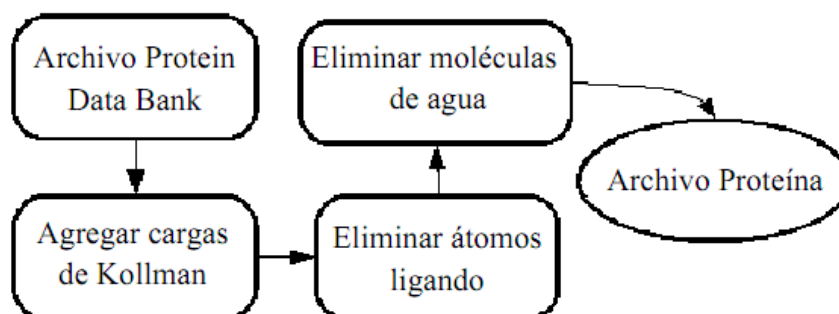 Archivo Protein
Data Bank
Agregar cargas
de Kollman
Eliminar átomos
ligando
Eliminar moléculas
de agua
Archivo Proteína